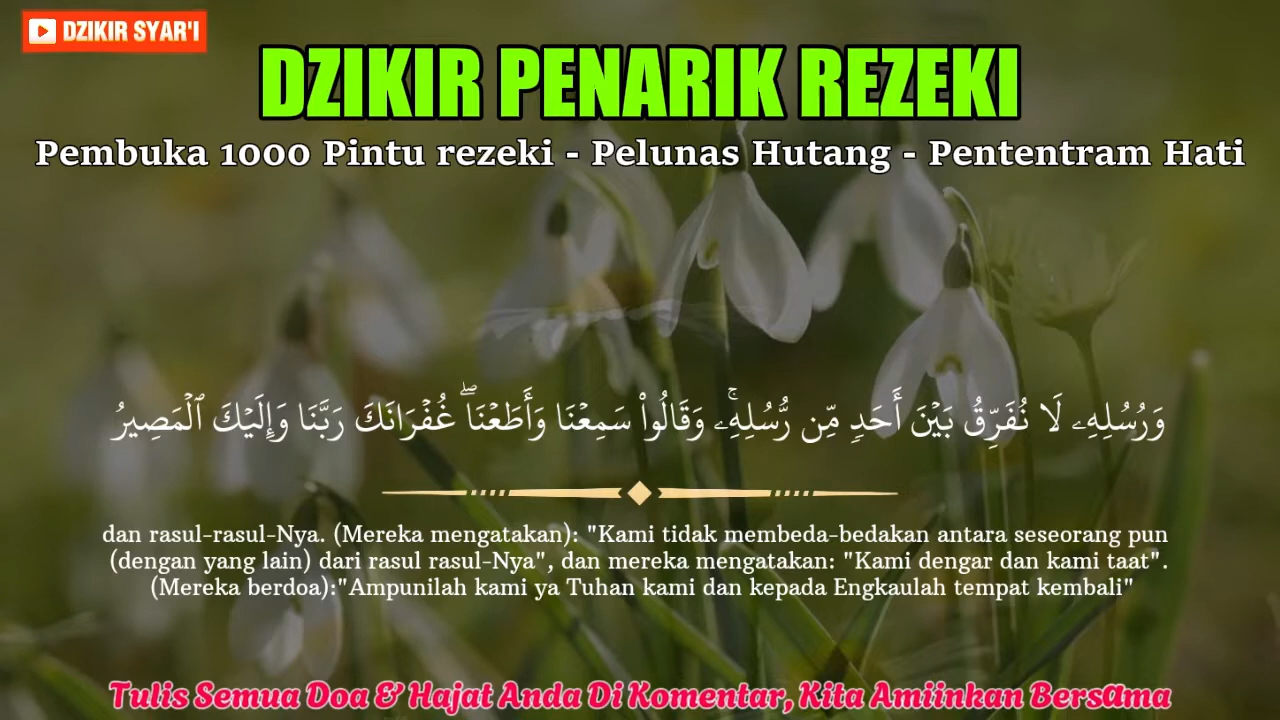 DZIKIR SYAR'I
DZIKIR PENARIK REZEKI
Pembuka 1000 Pintu rezeki - Pelunas Hutang - Pententram Hati
وَرُسُلِهِۦ لَا نُفَرِّقُ بَيۡنَ أَحَدٖ مِّن رُّسُلِهِۦۚ وَقَالُواْ سَمِعۡنَا وَأَطَعۡنَاۖ غُفۡرَانَكَ رَبَّنَا وَإِلَيۡكَ ٱلۡمَصِيرُ
dan rasul-rasul-Nya. (Mereka mengatakan): "Kami tidak membeda-bedakan antara seseorang pun
(dengan yang lain) dari rasul rasul-Nya", dan mereka mengatakan: "Kami dengar dan kami taat".
(Mereka berdoa):"Ampunilah kami ya Tuhan kami dan kepada Engkaulah tempat kembali"
Tulis Semua Doa & Hajat Anda Di Komentar, Kita Amiinkan Bersama